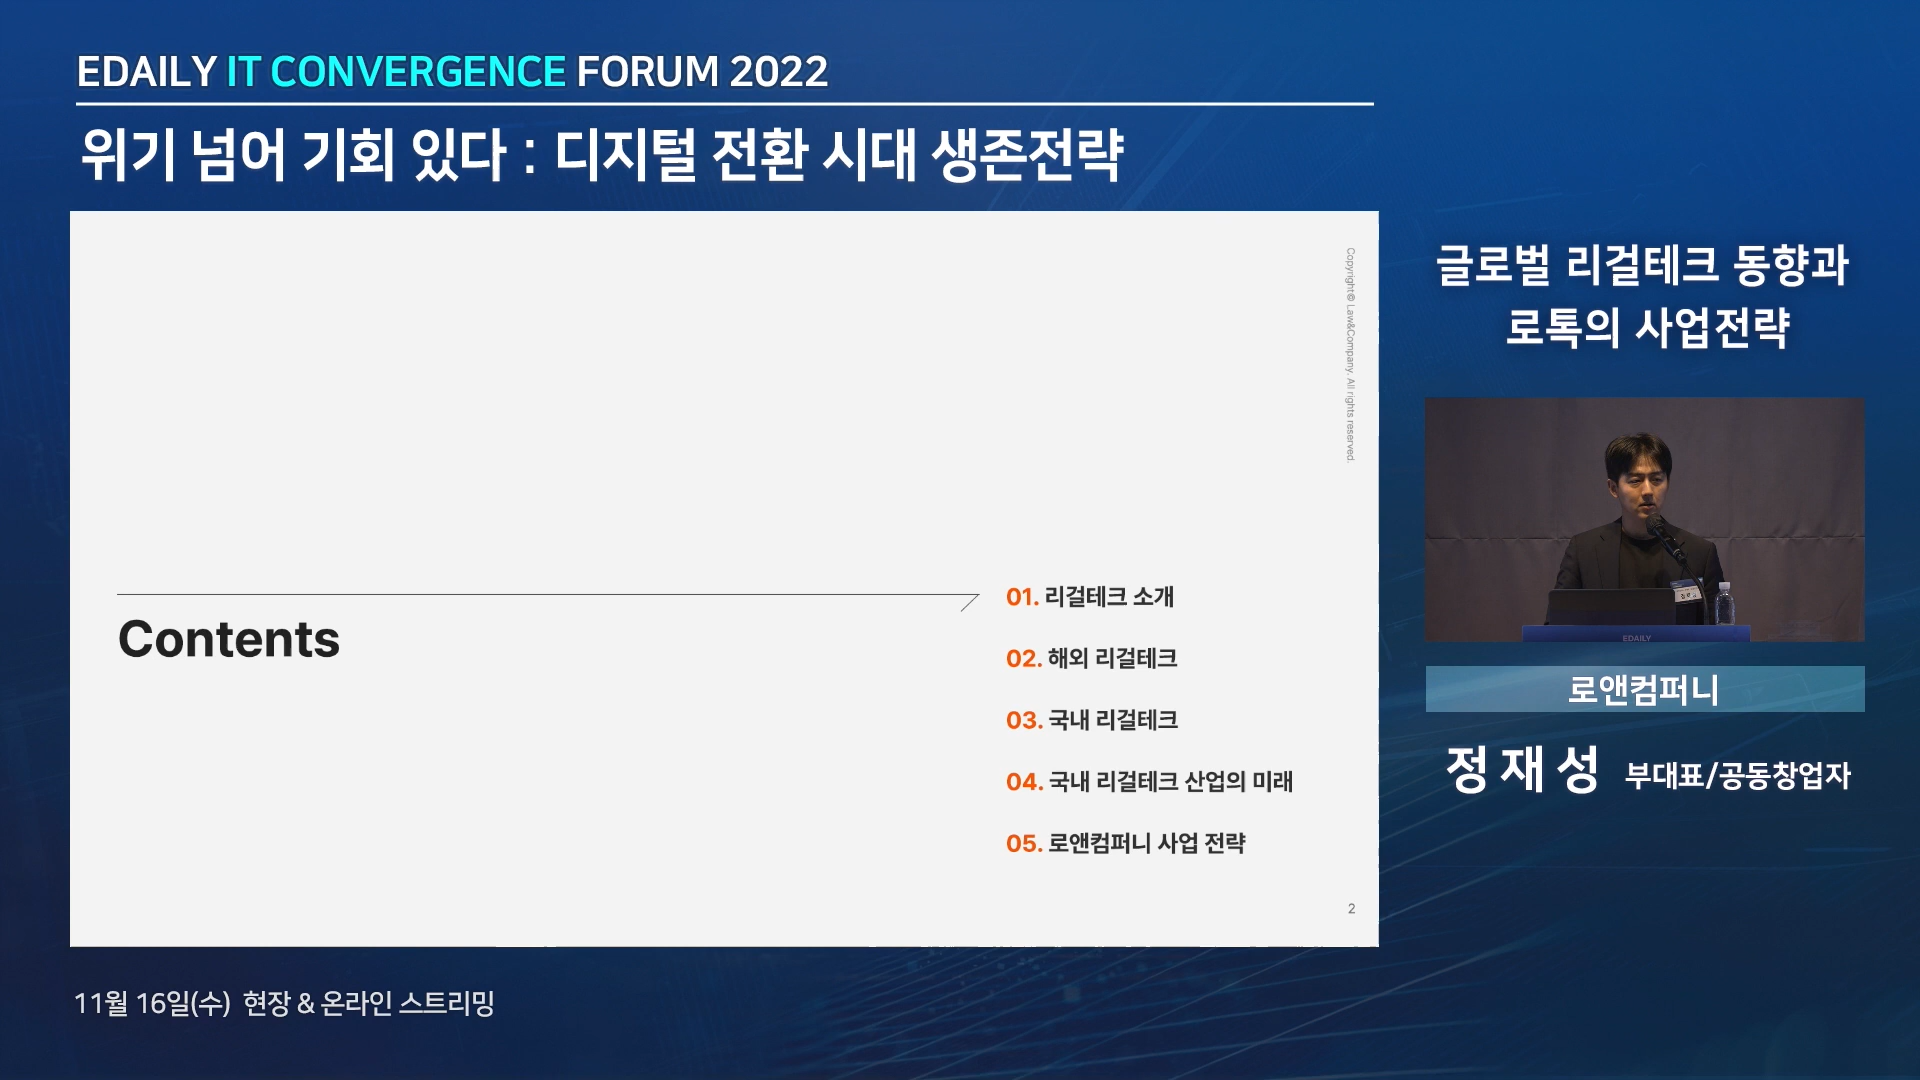 EDAILY IT CONVERGENCE FORUM 2022
위기 넘어 기회 있다 : 디지털 전환 시대 생존전략
Copyright© Law&Company. All rights reserved.
Contents
01. 리걸테크 소개
02. 해외 리걸테크
03. 국내 리걸테크
04. 국내 리걸테크 산업의 미래
05. 로앤컴퍼니 사업 전략
2
글로벌 리걸테크 동향과
로톡의 사업전략
EDAILY
로앤컴퍼니
정재성 부대표/공동창업자
11월 16일(수) 현장 & 온라인 스트리밍